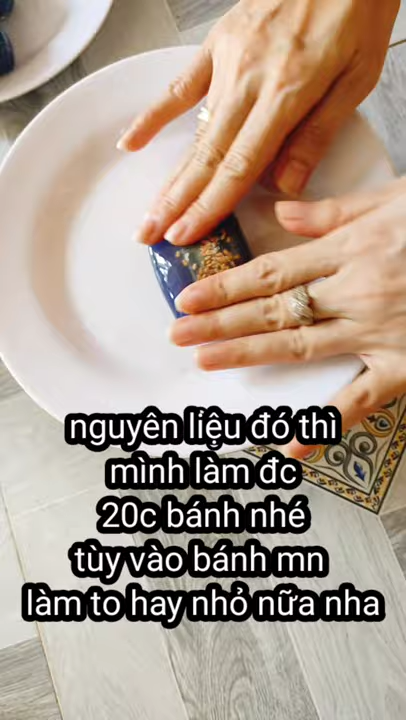 nguyên liệu đó thì
mình làm đc
20c bánh nhé
tùy vào bánh mn
làm to hay nhỏ nữa nha